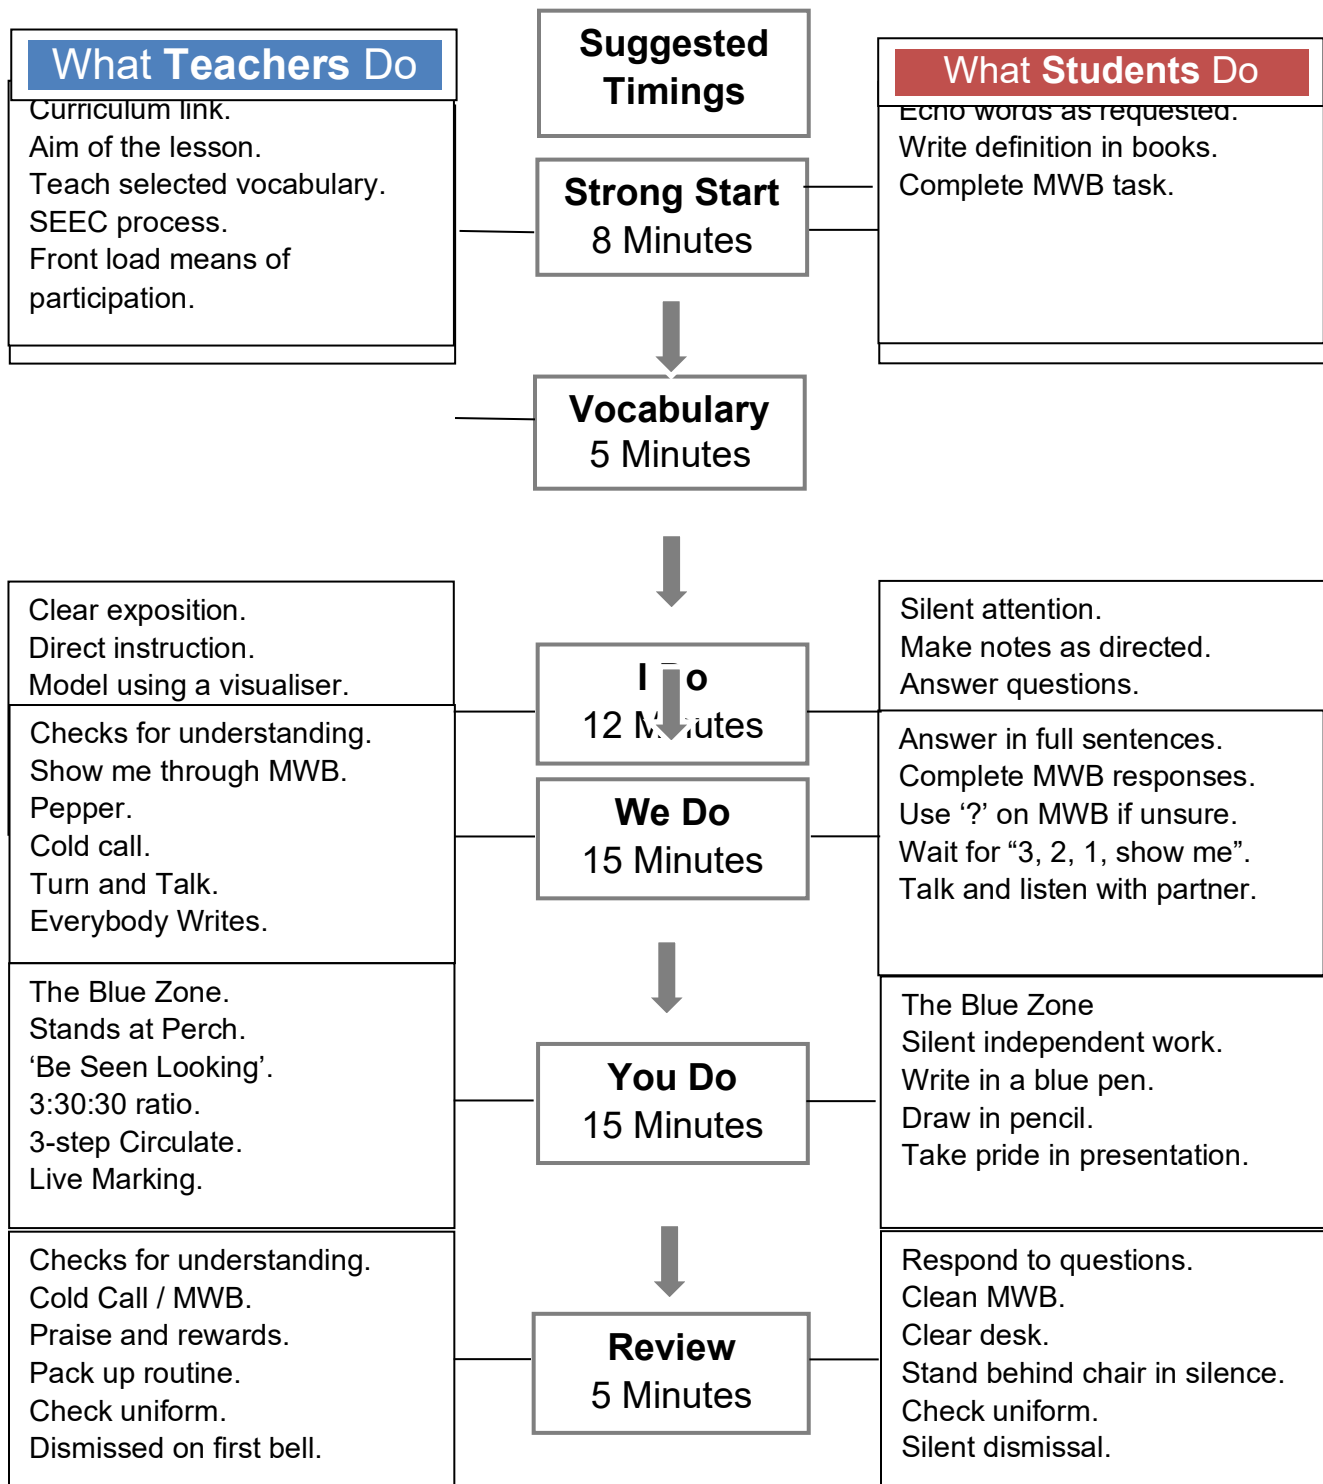 What Teachers Do
Suggested
Timings
What Students Do
Curriculum link.
Aim of the lesson.
Teach selected vocabulary.
SEEC process.
Front load means of
participation.
Strong Start
8 Minutes
Echo words as requested.
Write definition in books.
Complete MWB task.
Vocabulary
5 Minutes
Clear exposition.
Direct instruction.
Model using a visualiser.
I Do
12 Minutes
Silent attention.
Make notes as directed.
Answer questions.
Checks for understanding.
Show me through MWB.
Pepper.
Cold call.
Turn and Talk.
Everybody Writes.
We Do
15 Minutes
Answer in full sentences.
Complete MWB responses.
Use ‘?’ on MWB if unsure.
Wait for “3, 2, 1, show me”.
Talk and listen with partner.
The Blue Zone.
Stands at Perch.
‘Be Seen Looking’.
3:30:30 ratio.
3-step Circulate.
Live Marking.
You Do
15 Minutes
The Blue Zone
Silent independent work.
Write in a blue pen.
Draw in pencil.
Take pride in presentation.
Checks for understanding.
Cold Call / MWB.
Praise and rewards.
Pack up routine.
Check uniform.
Dismissed on first bell.
Review
5 Minutes
Respond to questions.
Clean MWB.
Clear desk.
Stand behind chair in silence.
Check uniform.
Silent dismissal.